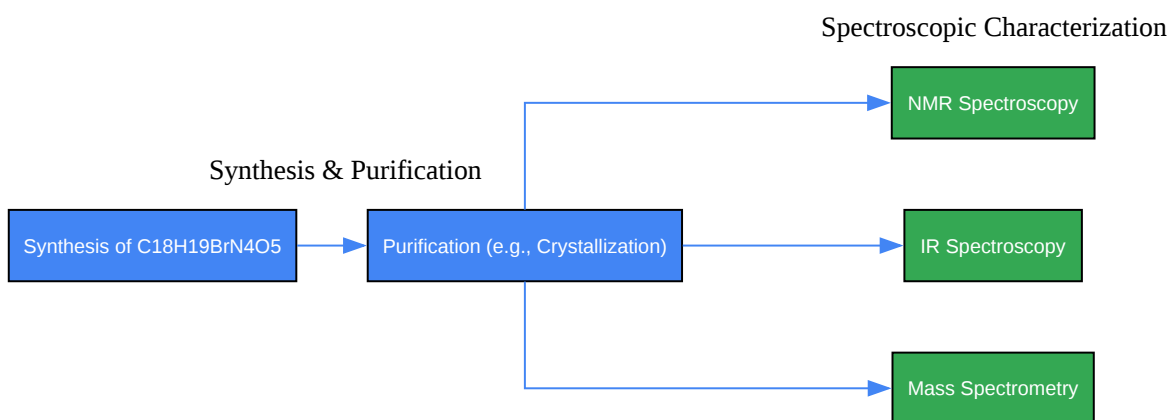 Spectroscopic Characterization
NMR Spectroscopy
Synthesis & Purification
Synthesis of C18H19BrN4O5
Purification (e.g., Crystallization)
IR Spectroscopy
Mass Spectrometry